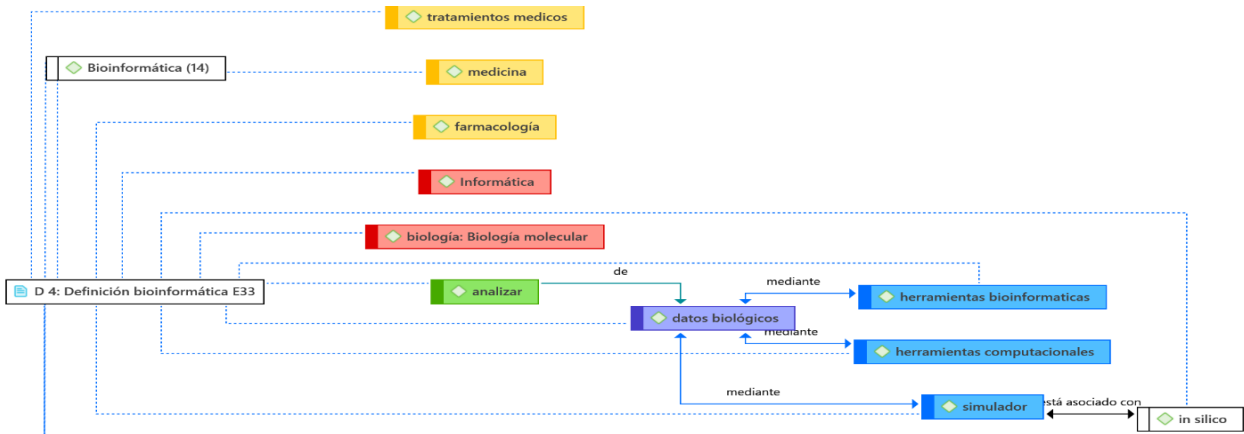 tratamientos medicos
Bioinformática (14)
medicina
farmacología
Informática
biología: Biología molecular
de
D 4: Definición bioinformática E33
analizar
mediante
herramientas bioinformaticas
datos biológicos
mediante
herramientas computacionales
mediante
simulador
está asociado con
in silico